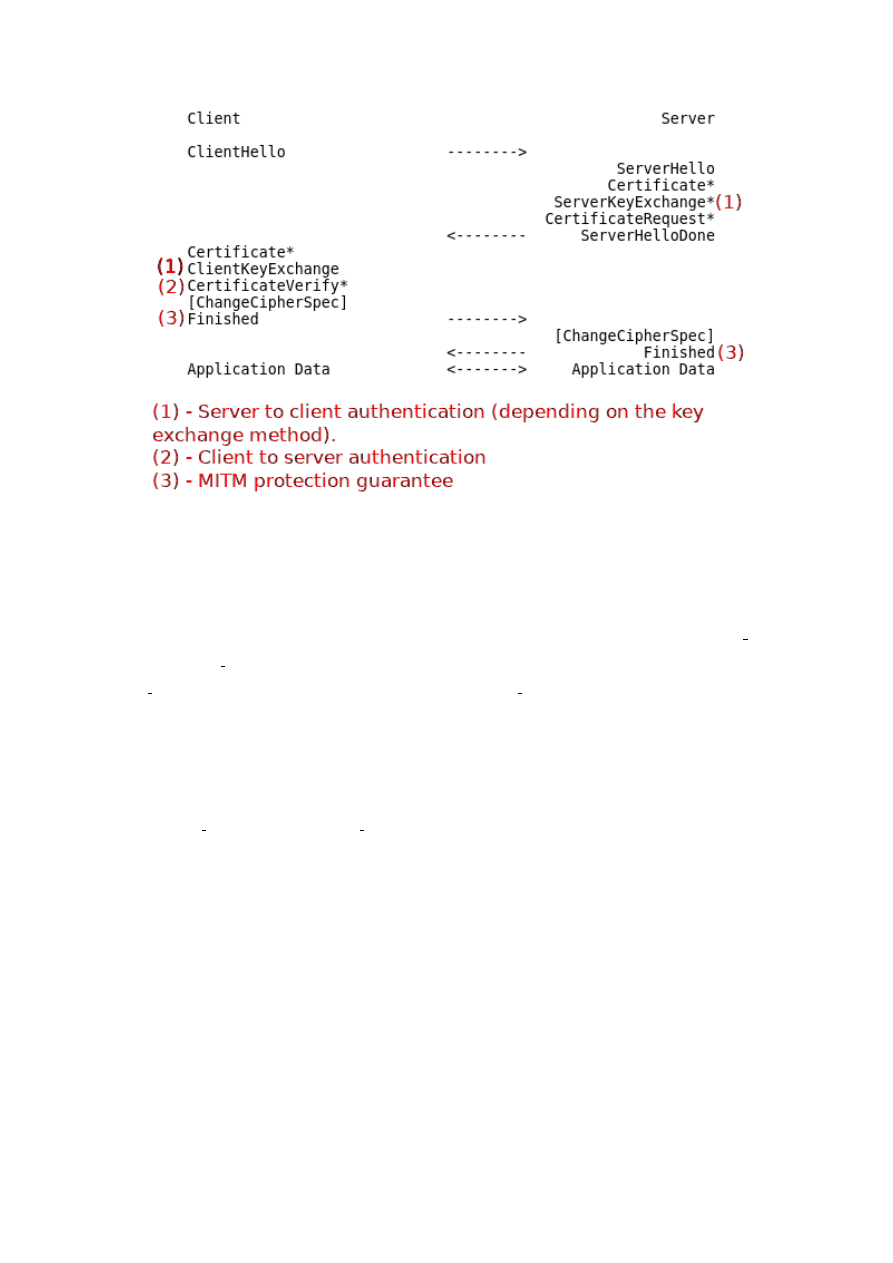 Client Server
ClientHello -------->
ServerHello
Certificate*
ServerKeyExchange*(1)
CertificateRequest*
<-------- ServerHelloDone
Certificate*
(1) ClientKeyExchange
(2) CertificateVerify*
[ChangeCipherSpec]
(3) Finished -------->
[ChangeCipherSpec]
<-------- Finished(3)
Application Data <-------> Application Data
(1) - Server to client authentication (depending on the key
exchange method).
(2) - Client to server authentication
(3) - MITM protection guarantee